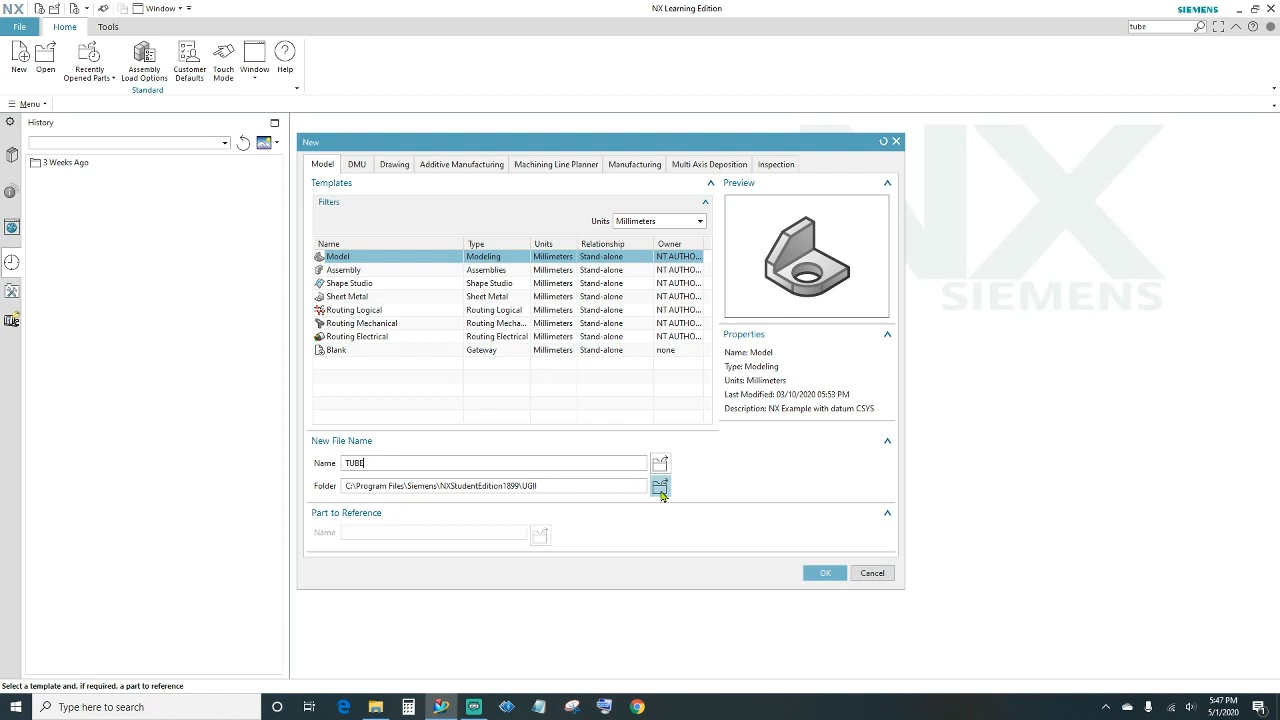 NX Window NX Learning Edition SIEMENS
File Home Tools tube
New Open Recently Opened Parts Assembly Load Options Customer Defaults Touch Mode Window Help
Standard
Menu
History
3 Weeks Ago
New
Model DMU Drawing Additive Manufacturing Machining Line Planner Manufacturing Multi Axis Deposition Inspection
Templates
Filters
Units Millimeters
Name Type Units Relationship Owner
Model Modeling Millimeters Stand-alone NT AUTHO...
Assembly Assemblies Millimeters Stand-alone NT AUTHO...
Shape Studio Shape Studio Millimeters Stand-alone NT AUTHO...
Sheet Metal Sheet Metal Millimeters Stand-alone NT AUTHO...
Routing Logical Routing Logical Millimeters Stand-alone NT AUTHO...
Routing Mechanical Routing Mecha... Millimeters Stand-alone NT AUTHO...
Routing Electrical Routing Electrical Millimeters Stand-alone NT AUTHO...
Blank Gateway Millimeters Stand-alone none
Preview
Properties
Name: Model
Type: Modeling
Units: Millimeters
Last Modified: 03/10/2020 05:53 PM
Description: NX Example with datum CSYS
New File Name
Name TUBE
Folder C:\Program Files\Siemens\NXStudentEdition1899\UGII
Part to Reference
Name
OK Cancel
NX
SIEMENS
Select a template and, if required, a part to reference
Type here to search
5:47 PM
5/1/2020